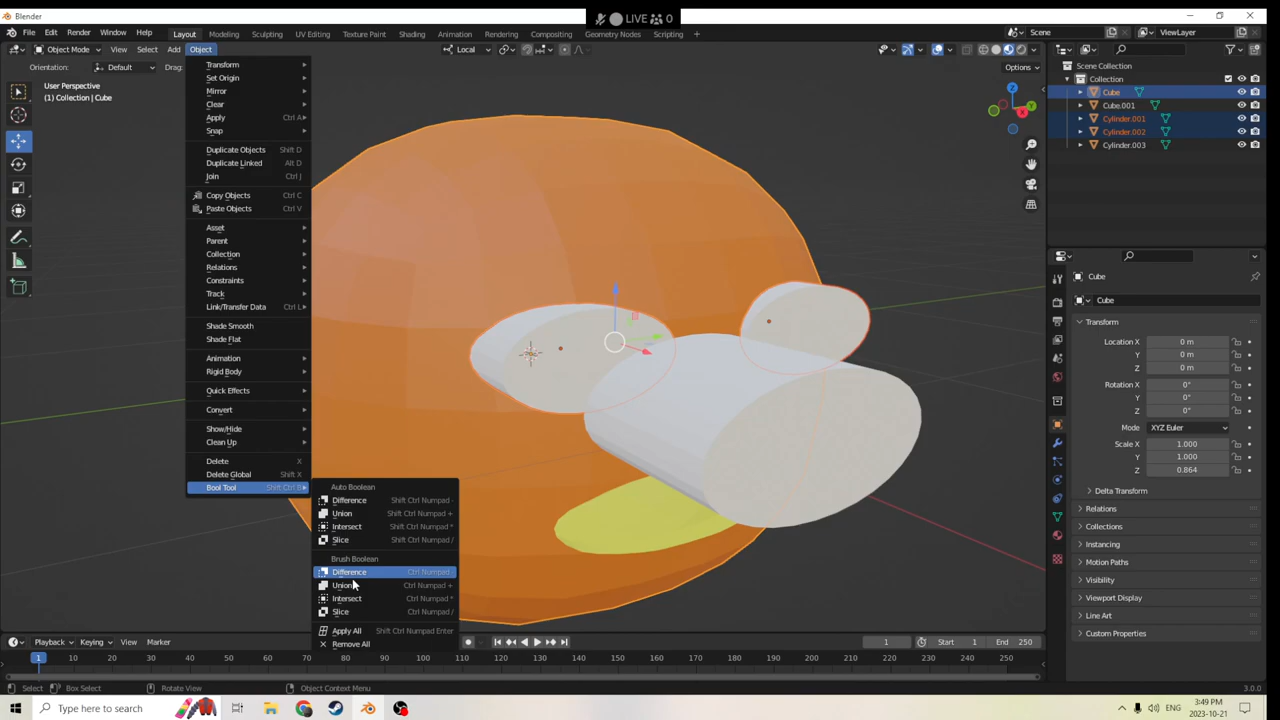 Blender
LIVE 0
File Edit Render Window Help Layout Modeling Sculpting UV Editing Texture Paint Shading Animation Rendering Compositing Geometry Nodes Scripting + Scene ViewLayer
Object Mode View Select Add Object Local Options
Orientation: Default Drag:
User Perspective
(1) Collection | Cube
Transform
Set Origin
Mirror
Clear
Apply Ctrl A
Snap
Duplicate Objects Shift D
Duplicate Linked Alt D
Join Ctrl J
Copy Objects Ctrl C
Paste Objects Ctrl V
Asset
Parent
Collection
Relations
Constraints
Track
Link/Transfer Data Ctrl L
Shade Smooth
Shade Flat
Animation
Rigid Body
Quick Effects
Convert
Show/Hide
Clean Up
Delete X
Delete Global Shift X
Bool Tool Shift Ctrl B
Auto Boolean
Difference Shift Ctrl Numpad -
Union Shift Ctrl Numpad +
Intersect Shift Ctrl Numpad *
Slice Shift Ctrl Numpad /
Brush Boolean
Difference Ctrl Numpad -
Union Ctrl Numpad +
Intersect Ctrl Numpad *
Slice Ctrl Numpad /
Apply All Shift Ctrl Numpad Enter
Remove All
Z
Y
X
Scene Collection
Collection
Cube
Cube.001
Cylinder.001
Cylinder.002
Cylinder.003
Cube
Cube
Transform
Location X 0 m
Y 0 m
Z 0 m
Rotation X 0°
Y 0°
Z 0°
Mode XYZ Euler
Scale X 1.000
Y 1.000
Z 0.864
Delta Transform
Relations
Collections
Instancing
Motion Paths
Visibility
Viewport Display
Line Art
Custom Properties
Playback Keying View Marker 1 Start 1 End 250
1 10 20 30 40 50 60 70 80 90 100 110 120 130 140 150 160 170 180 190 200 210 220 230 240 250
Select Box Select Rotate View Object Context Menu 3.0.0
Type here to search ENG 3:49 PM
2023-10-21